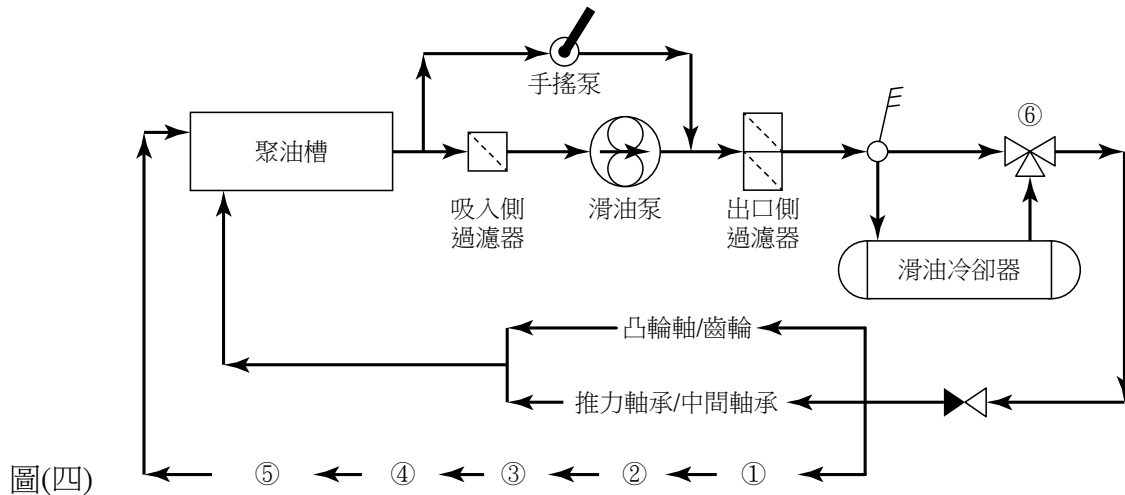 手搖泵
⑥
聚油槽
吸入側
過濾器
滑油泵
出口側
過濾器
滑油冷卻器
凸輪軸/齒輪
推力軸承/中間軸承
圖(四)
⑤ ④ ③ ② ①